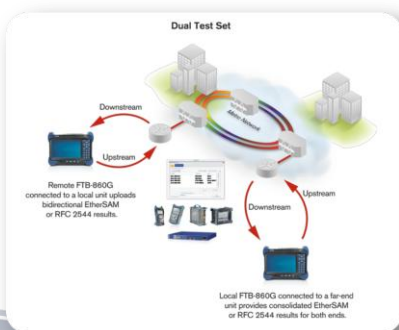 Dual Test Set
Downstream
Upstream
Metro Network
Remote FTB-860G
connected to a local unit uploads
bidirectional EtherSAM
or RFC 2544 results.
Upstream
Downstream
Local FTB-860G connected to a far-end
unit provides consolidated EtherSAM
or RFC 2544 results for both ends.